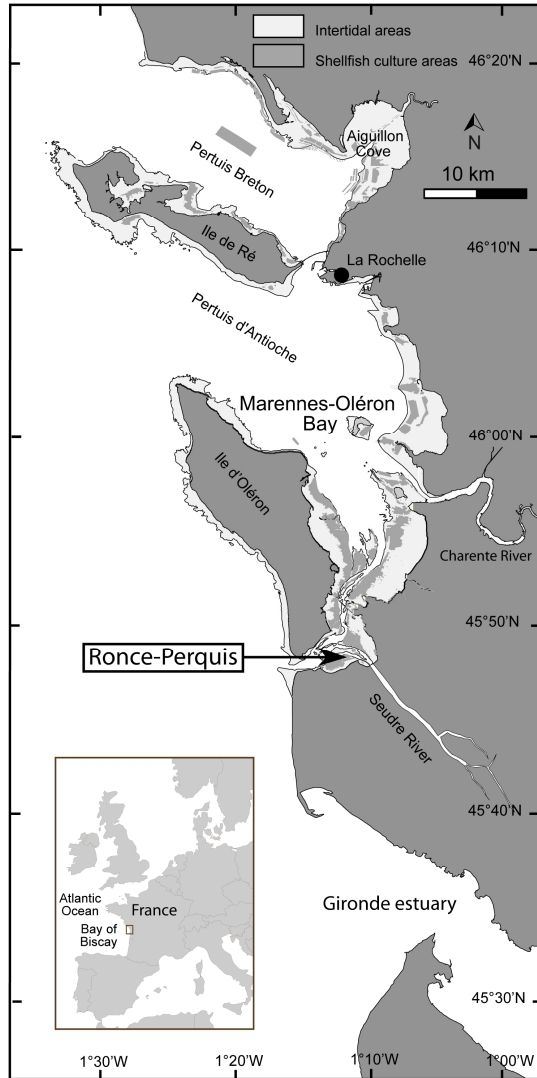 Intertidal areas
Shellfish culture areas
46°20'N
Aiguillon
Cove
N
10 km
Pertuis Breton
Ile de Ré
46°10'N
La Rochelle
Pertuis d'Antioche
Marennes-Oléron
Bay
46°00'N
Ile d'Oléron
Charente River
45°50'N
Ronce-Perquis
Seudre River
45°40'N
Atlantic
Ocean
France
Bay of
Biscay
Gironde estuary
45°30'N
1°30'W
1°20'W
1°10'W
1°00'W